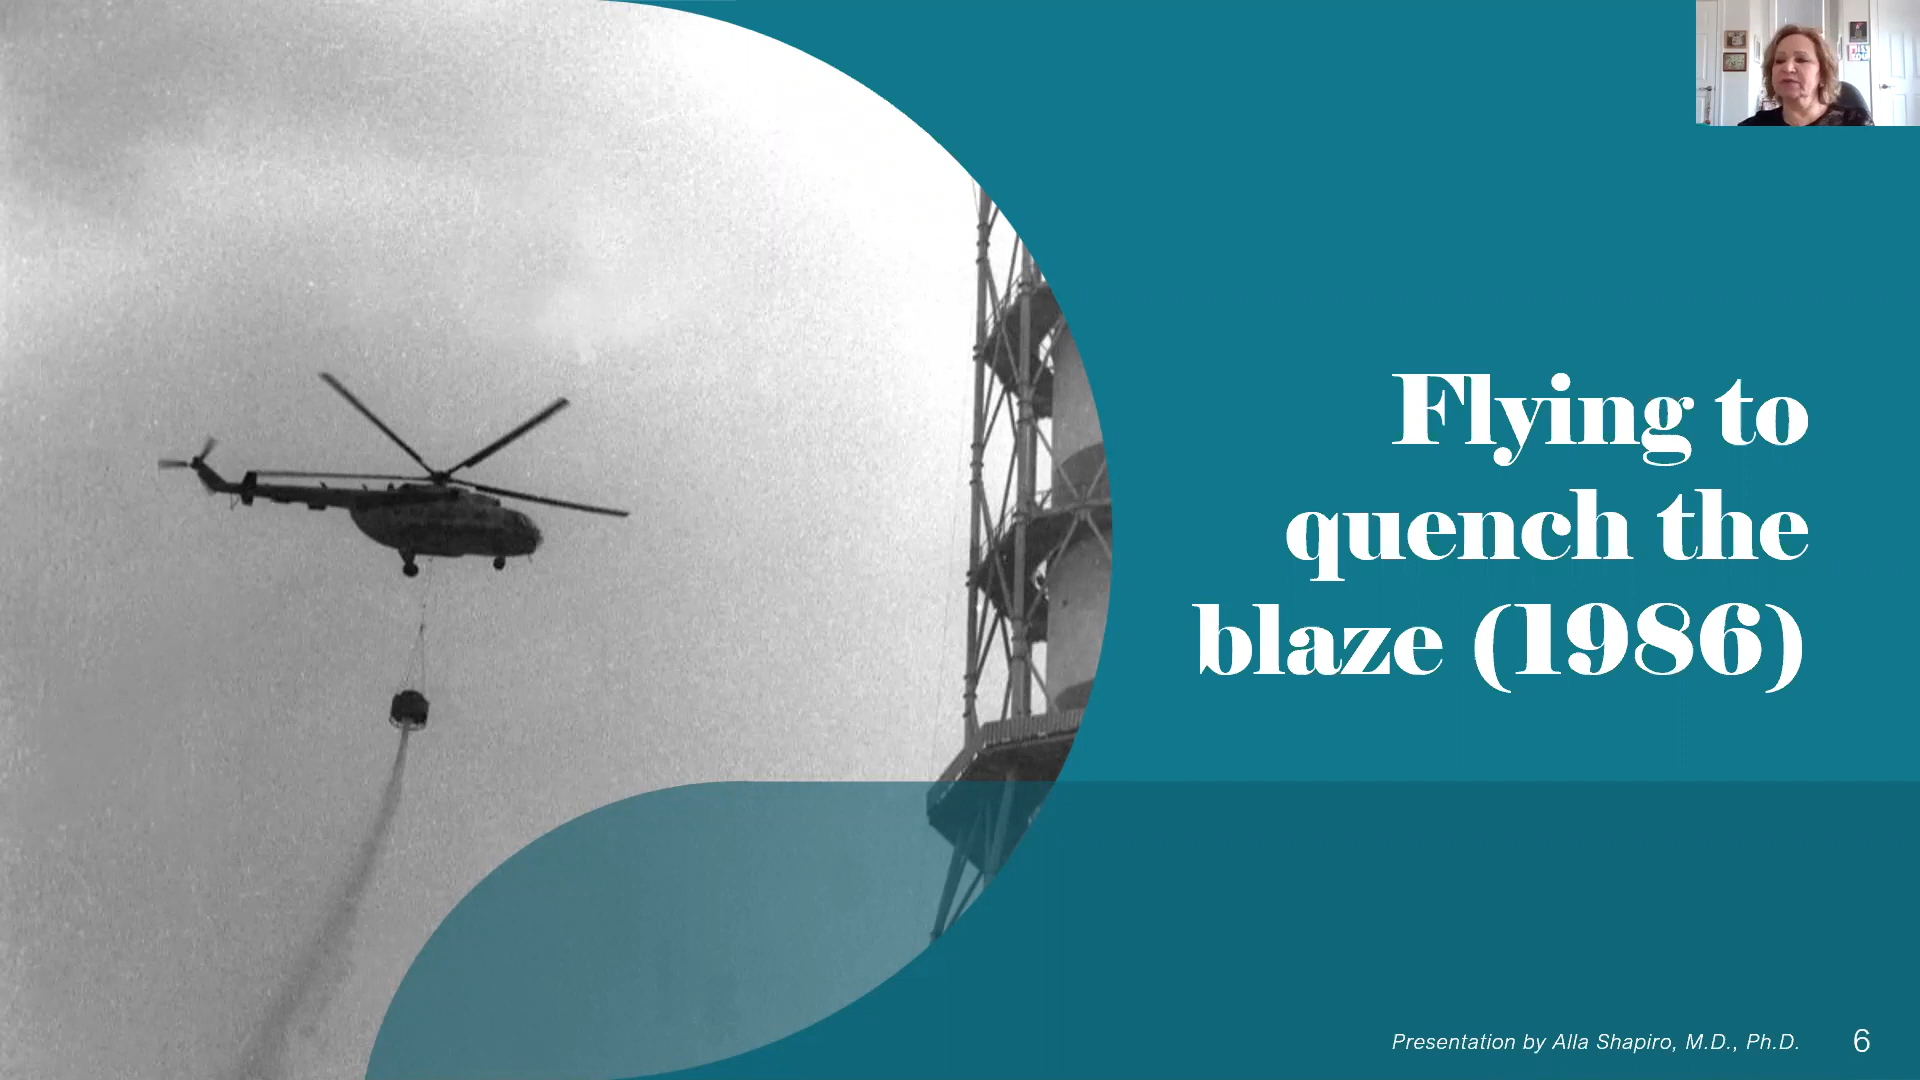 Flying to
quench the
blaze (1986)
Presentation by Alla Shapiro, M.D., Ph.D.
6